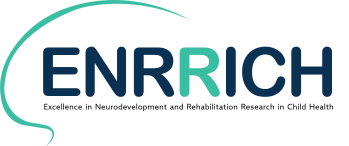 ENRRICH
Excellence in Neurodevelopment and Rehabilitation Research in Child Health